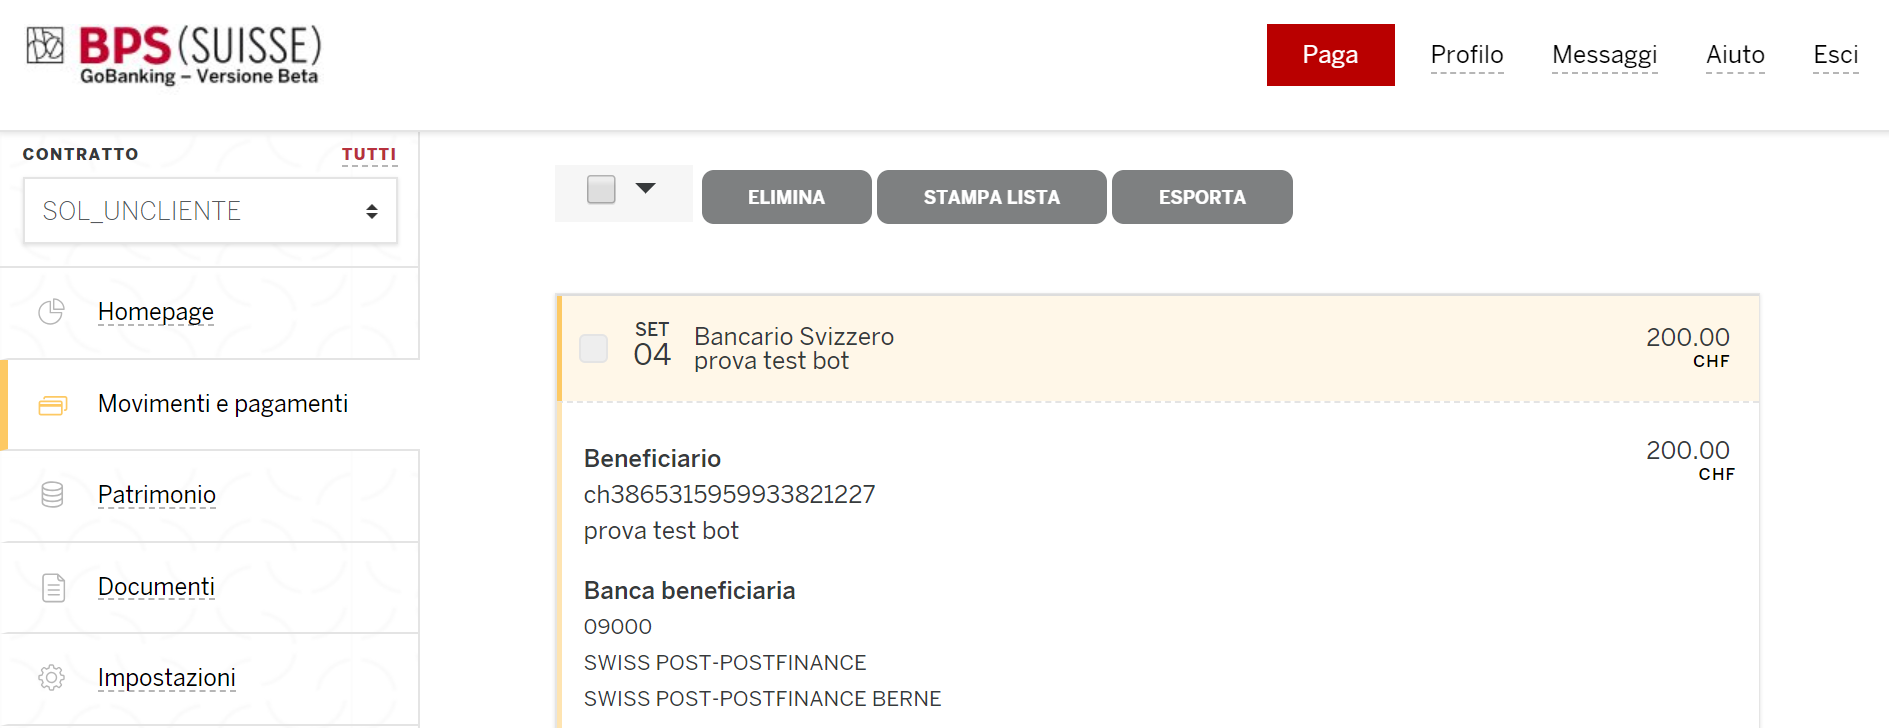 BPS (SUISSE)
GoBanking – Versione Beta
Paga
Profilo
Messaggi
Aiuto
Esci
CONTRATTO
TUTTI
SOL_UNCLIENTE
Homepage
Movimenti e pagamenti
Patrimonio
Documenti
Impostazioni
ELIMINA
STAMPA LISTA
ESPORTA
SET
04
Bancario Svizzero
prova test bot
200.00
CHF
Beneficiario
ch3865315959933821227
prova test bot
200.00
CHF
Banca beneficiaria
09000
SWISS POST-POSTFINANCE
SWISS POST-POSTFINANCE BERNE